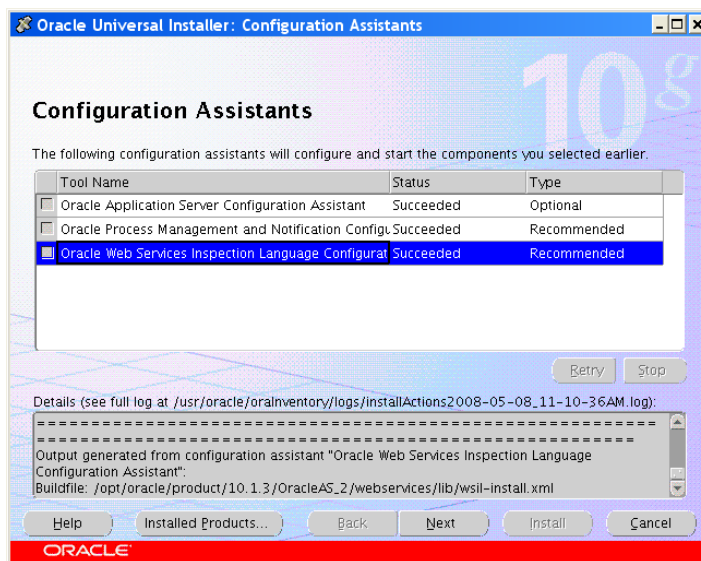 Oracle Universal Installer: Configuration Assistants
10g
Configuration Assistants
The following configuration assistants will configure and start the components you selected earlier.
Tool Name Status Type
Oracle Application Server Configuration Assistant Succeeded Optional
Oracle Process Management and Notification Configu Succeeded Recommended
Oracle Web Services Inspection Language Configurat Succeeded Recommended
Retry Stop
Details (see full log at /usr/oracle/oraInventory/logs/installActions2008-05-08_11-10-36AM.log):
Output generated from configuration assistant "Oracle Web Services Inspection Language
Configuration Assistant":
Buildfile: /opt/oracle/product/10.1.3/OracleAS_2/webservices/lib/wsil-install.xml
Help Installed Products... Back Next Install Cancel
ORACLE